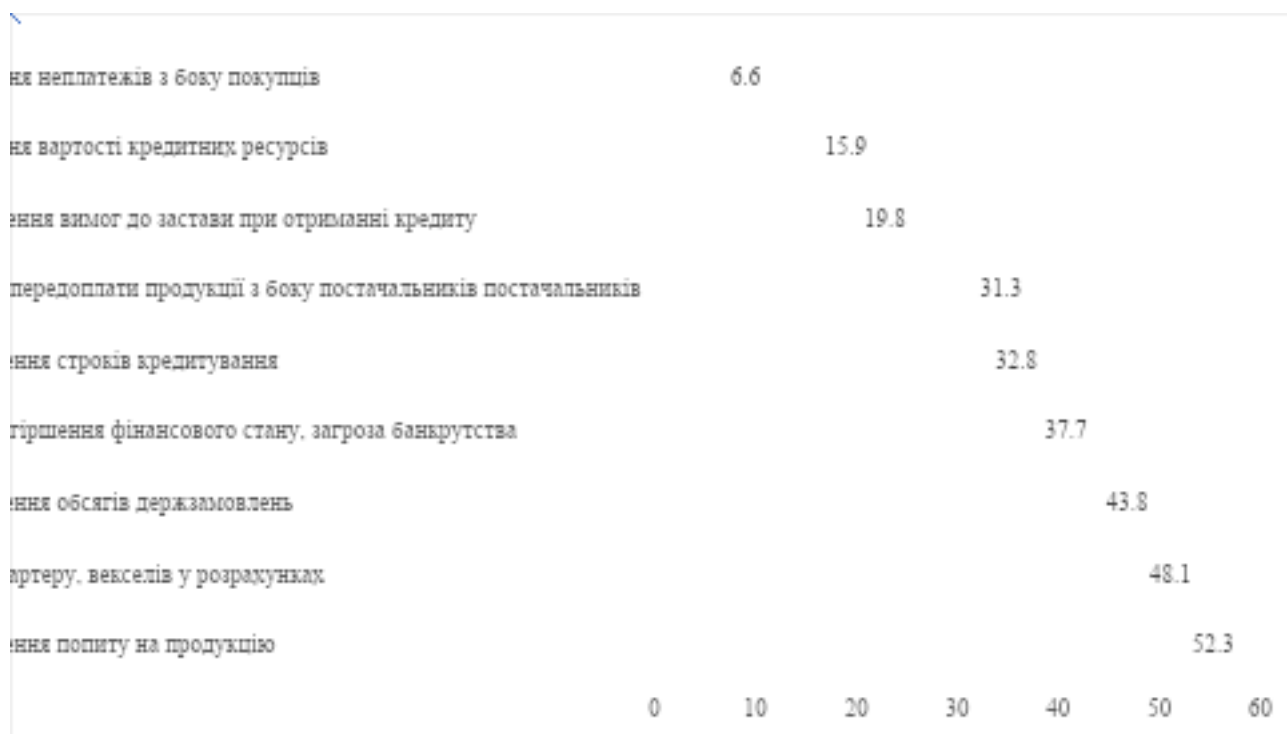 ня неплатежів з боку покупців 6.6
ня вартості кредитних ресурсів 15.9
ення вимог до застави при отриманні кредиту 19.8
передоплати продукції з боку постачальників постачальників 31.3
ення строків кредитування 32.8
гіршення фінансового стану, загроза банкрутства 37.7
ення обсягів держзамовлень 43.8
артеру, векселів у розрахунках 48.1
ення попиту на продукцію 52.3
0 10 20 30 40 50 60